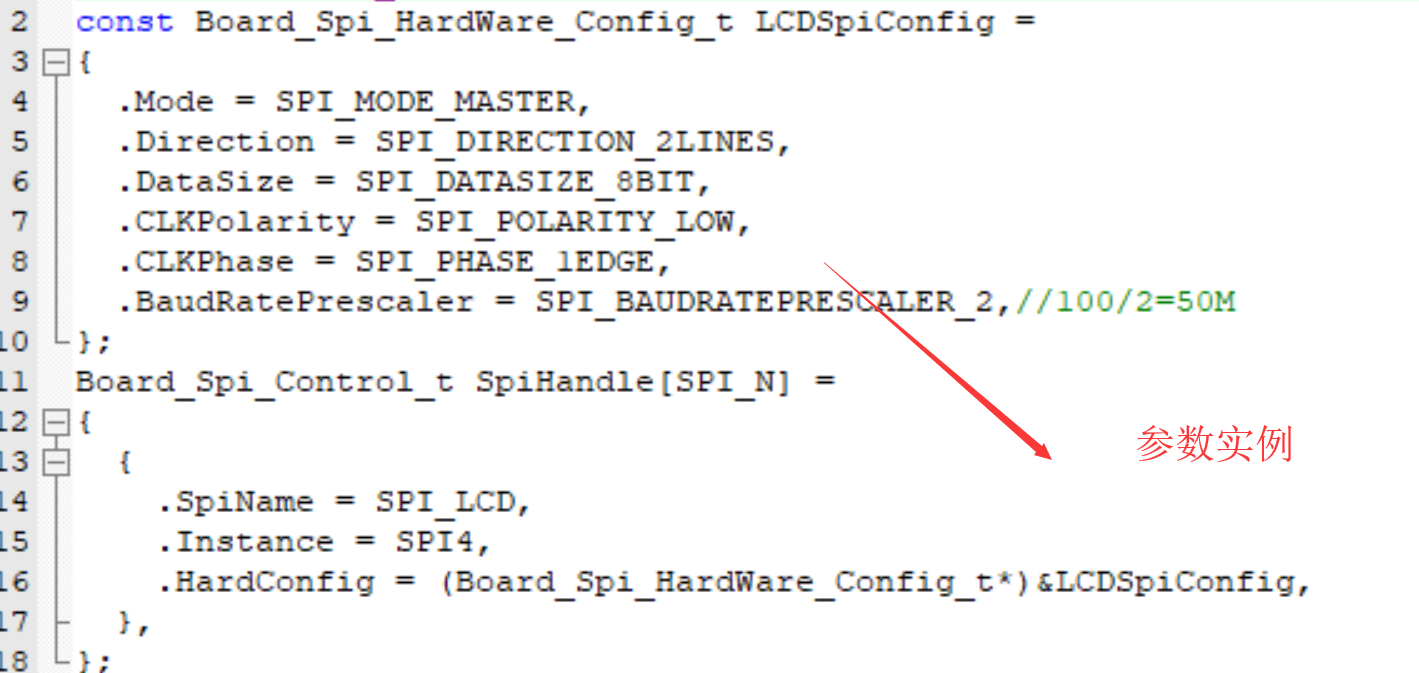 2 const Board_Spi_HardWare_Config_t LCDSpiConfig =
3 {
4 .Mode = SPI_MODE_MASTER,
5 .Direction = SPI_DIRECTION_2LINES,
6 .DataSize = SPI_DATASIZE_8BIT,
7 .CLKPolarity = SPI_POLARITY_LOW,
8 .CLKPhase = SPI_PHASE_1EDGE,
9 .BaudRatePrescaler = SPI_BAUDRATEPRESCALER_2,//100/2=50M
10 };
11 Board_Spi_Control_t SpiHandle[SPI_N] =
12 {
参数实例
13 {
14 .SpiName = SPI_LCD,
15 .Instance = SPI4,
16 .HardConfig = (Board_Spi_HardWare_Config_t*)&LCDSpiConfig,
17 },
18 };